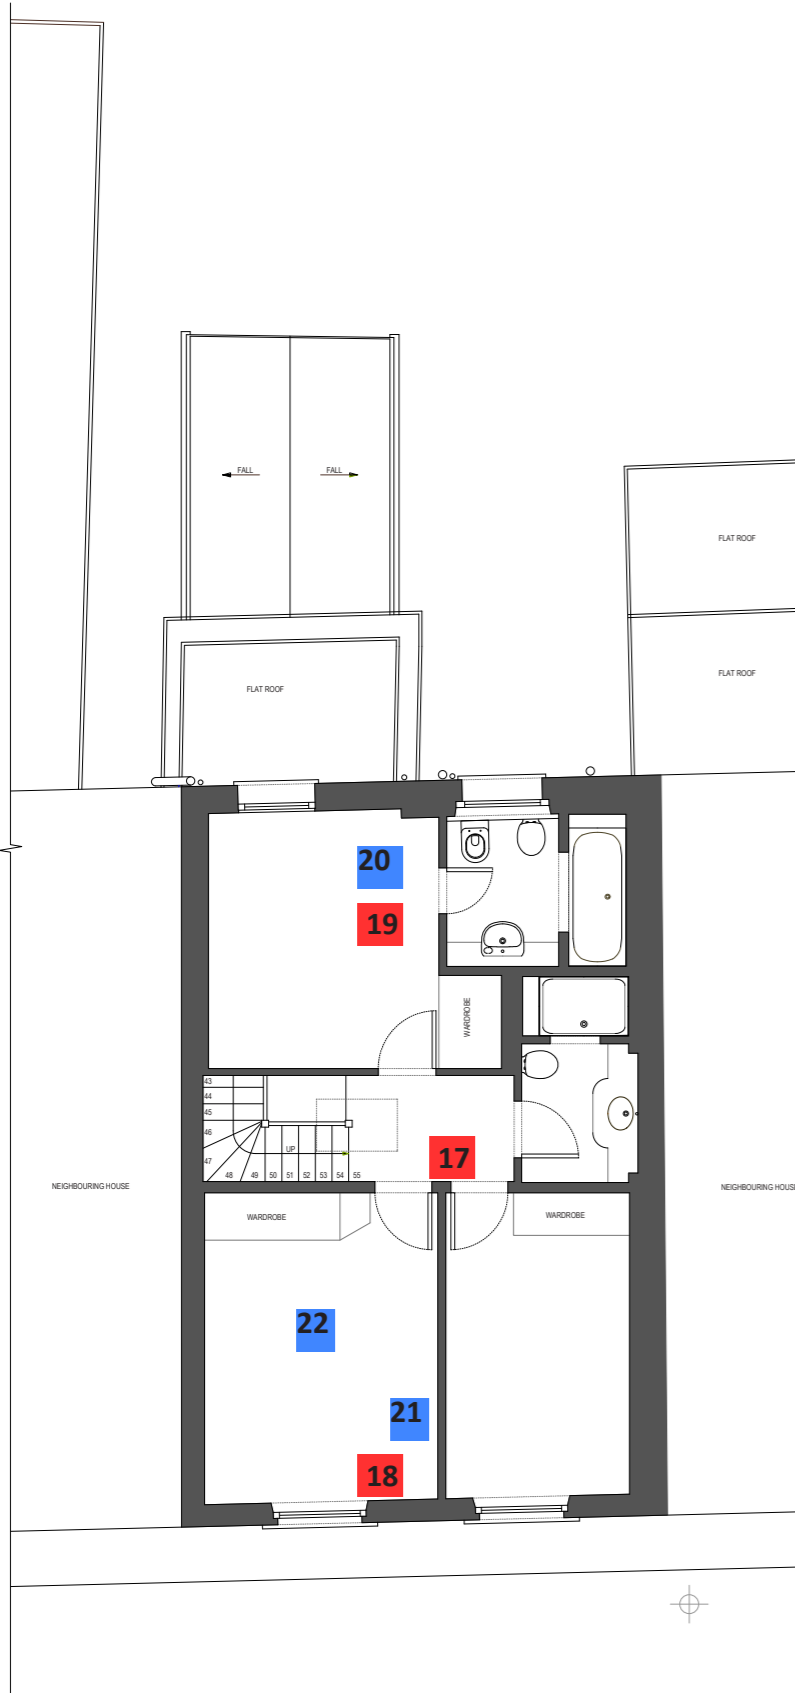 FALL
FALL
FLAT ROOF
FLAT ROOF
FLAT ROOF
20
19
WARDROBE
43
44
45
46
47
48
49
50
51
52
53
54
55
UP
17
NEIGHBOURING HOUSE
NEIGHBOURING HOUSE
WARDROBE
WARDROBE
22
21
18